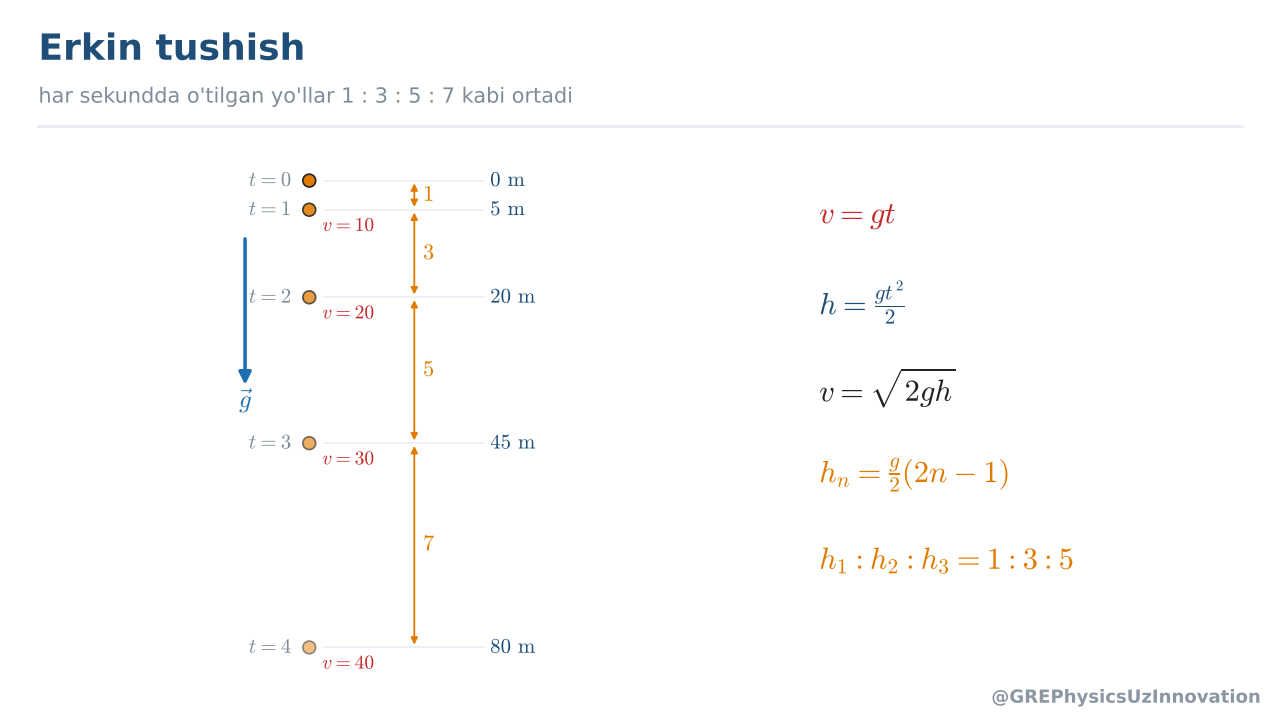 Erkin tushish
har sekundda o'tilgan yo'llar 1 : 3 : 5 : 7 kabi ortadi
t = 0
0 m
1
t = 1
5 m
v = 10
3
t = 2
20 m
v = 20
5
g⃗
t = 3
45 m
v = 30
7
t = 4
80 m
v = 40
v = gt
h = gt²/2
v = √2gh
hₙ = g/2(2n − 1)
h₁ : h₂ : h₃ = 1 : 3 : 5
@GREPhysicsUzInnovation